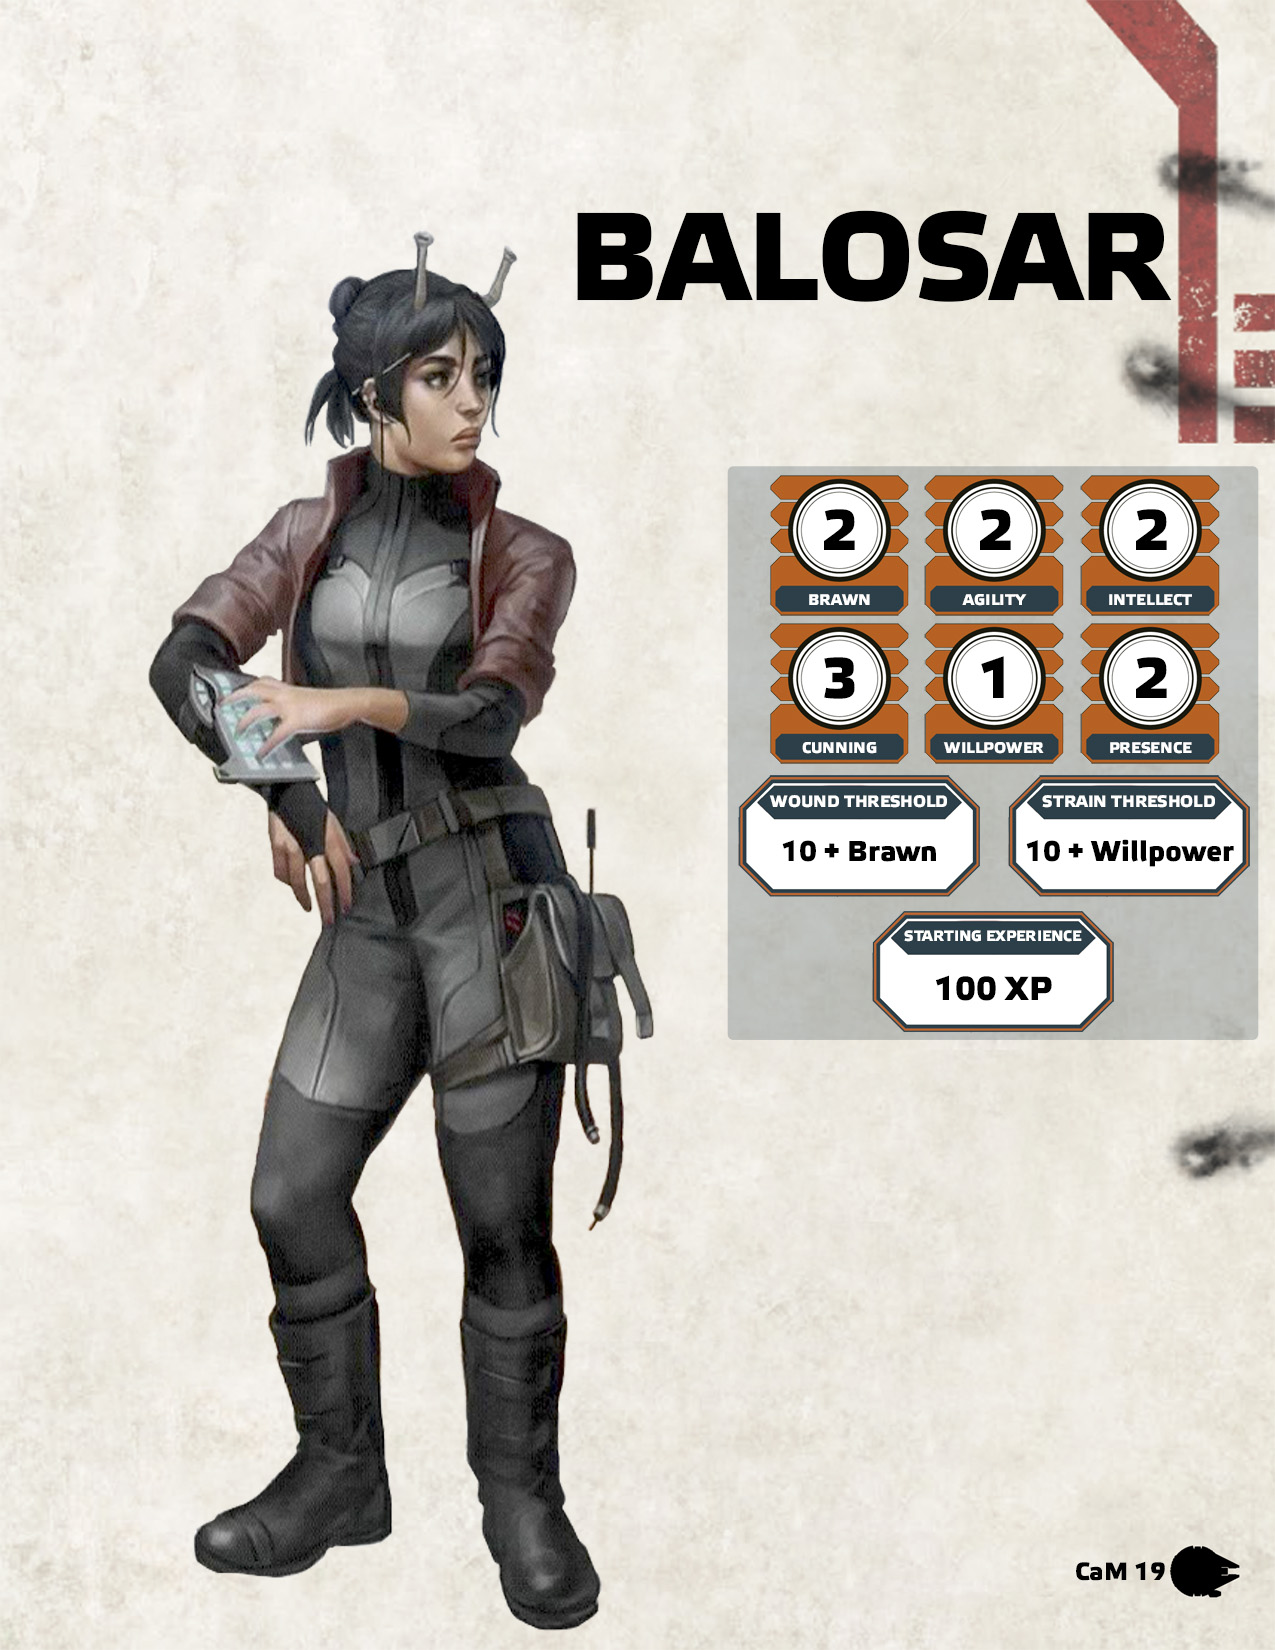 BALOSAR
2 2 2
BRAWN AGILITY INTELLECT
3 1 2
CUNNING WILLPOWER PRESENCE
WOUND THRESHOLD STRAIN THRESHOLD
10 + Brawn 10 + Willpower
STARTING EXPERIENCE
100 XP
CaM 19